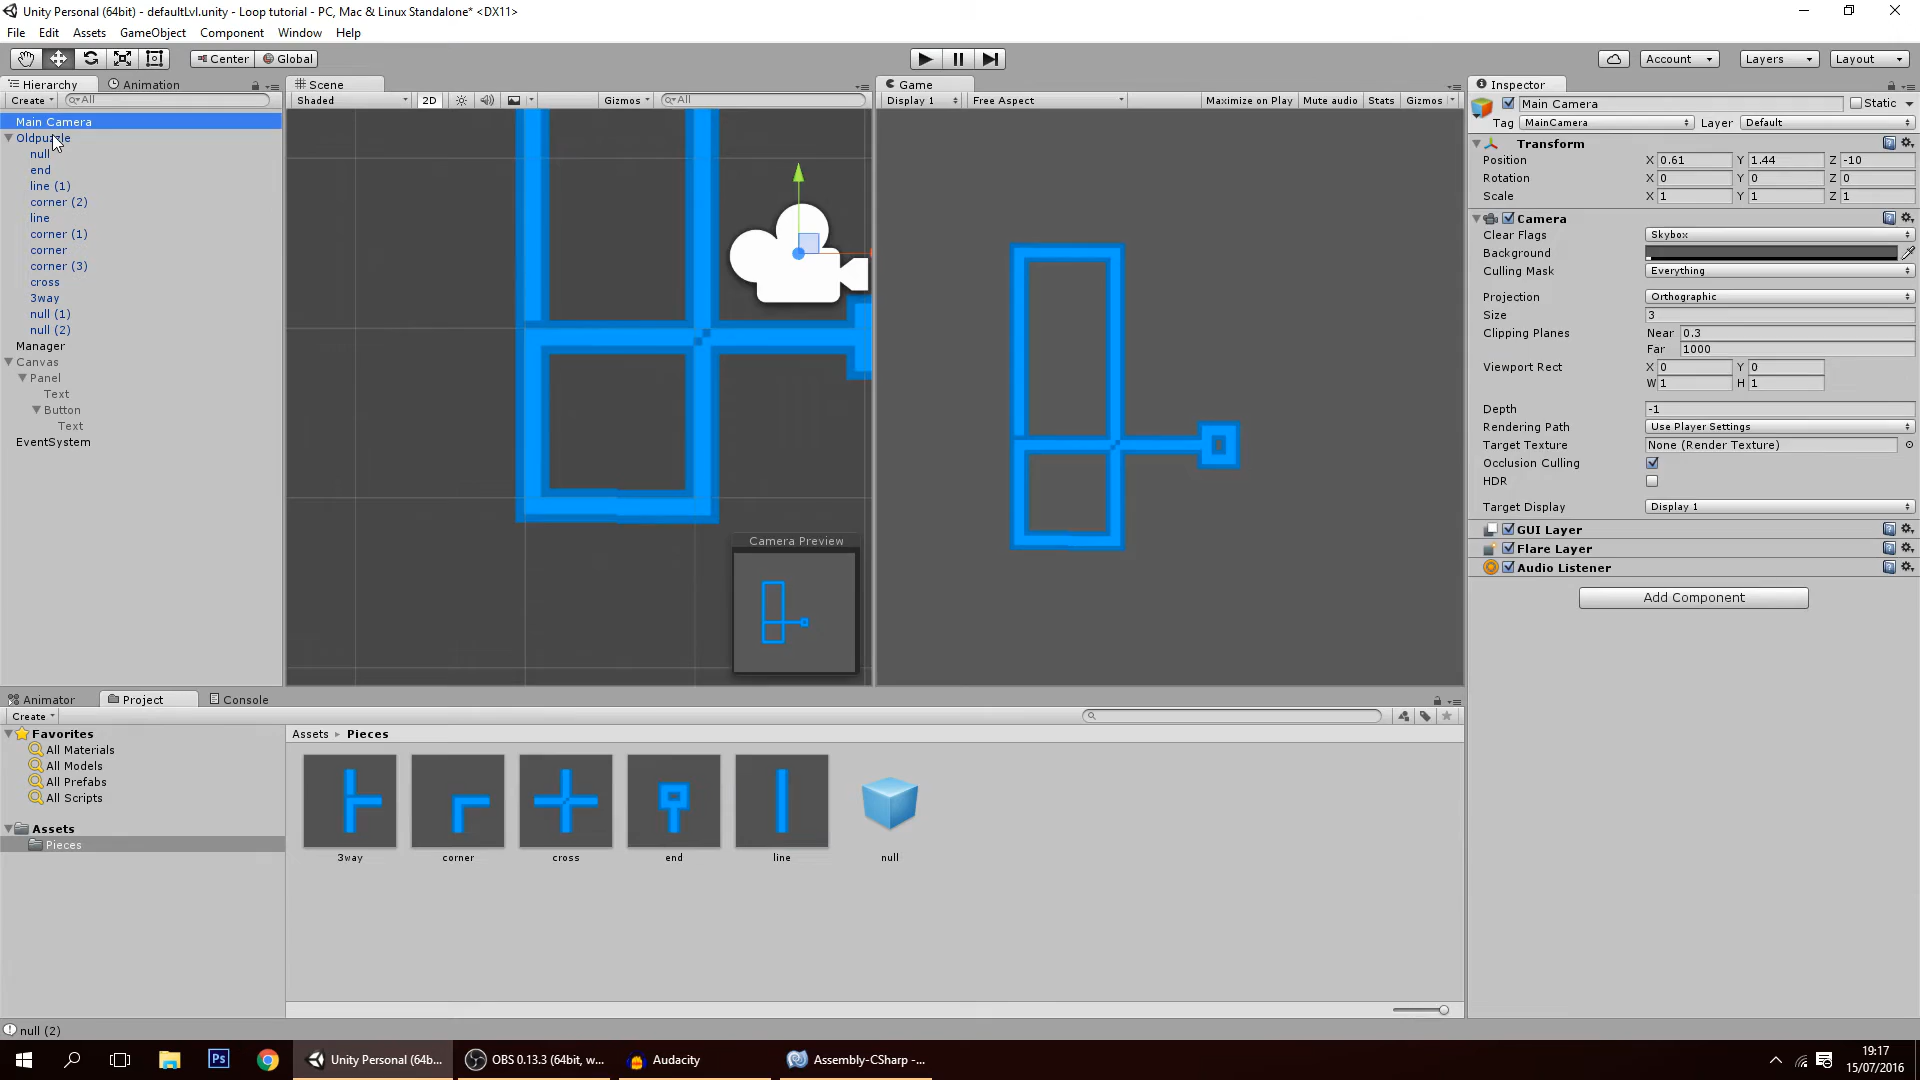 Unity Personal (64bit) - defaultLvl.unity - Loop tutorial - PC, Mac & Linux Standalone* <DX11>
File Edit Assets GameObject Component Window Help
Center Global Account Layers Layout
Hierarchy Animation Scene Game Inspector
Create All Shaded 2D Gizmos All Display 1 Free Aspect Maximize on Play Mute audio Stats Gizmos Main Camera Static
Main Camera
Tag MainCamera Layer Default
Oldpuzzle
null
end
line (1)
corner (2)
line
corner (1)
corner
corner (3)
cross
3way
null (1)
null (2)
Manager
Canvas
Panel
Text
Button
Text
EventSystem
Camera Preview
Transform
Position X 0.61 Y 1.44 Z -10
Rotation X 0 Y 0 Z 0
Scale X 1 Y 1 Z 1
Camera
Clear Flags Skybox
Background
Culling Mask Everything
Projection Orthographic
Size 3
Clipping Planes Near 0.3
Far 1000
Viewport Rect X 0 Y 0
W 1 H 1
Depth -1
Rendering Path Use Player Settings
Target Texture None (Render Texture)
Occlusion Culling
HDR
Target Display Display 1
GUI Layer
Flare Layer
Audio Listener
Add Component
Animator Project Console
Create
Favorites
All Materials
All Models
All Prefabs
All Scripts
Assets
Pieces
Assets Pieces
3way corner cross end line null
null (2)
Ps Unity Personal (64b... OBS 0.13.3 (64bit, w... Audacity Assembly-CSharp -...
19:17
15/07/2016